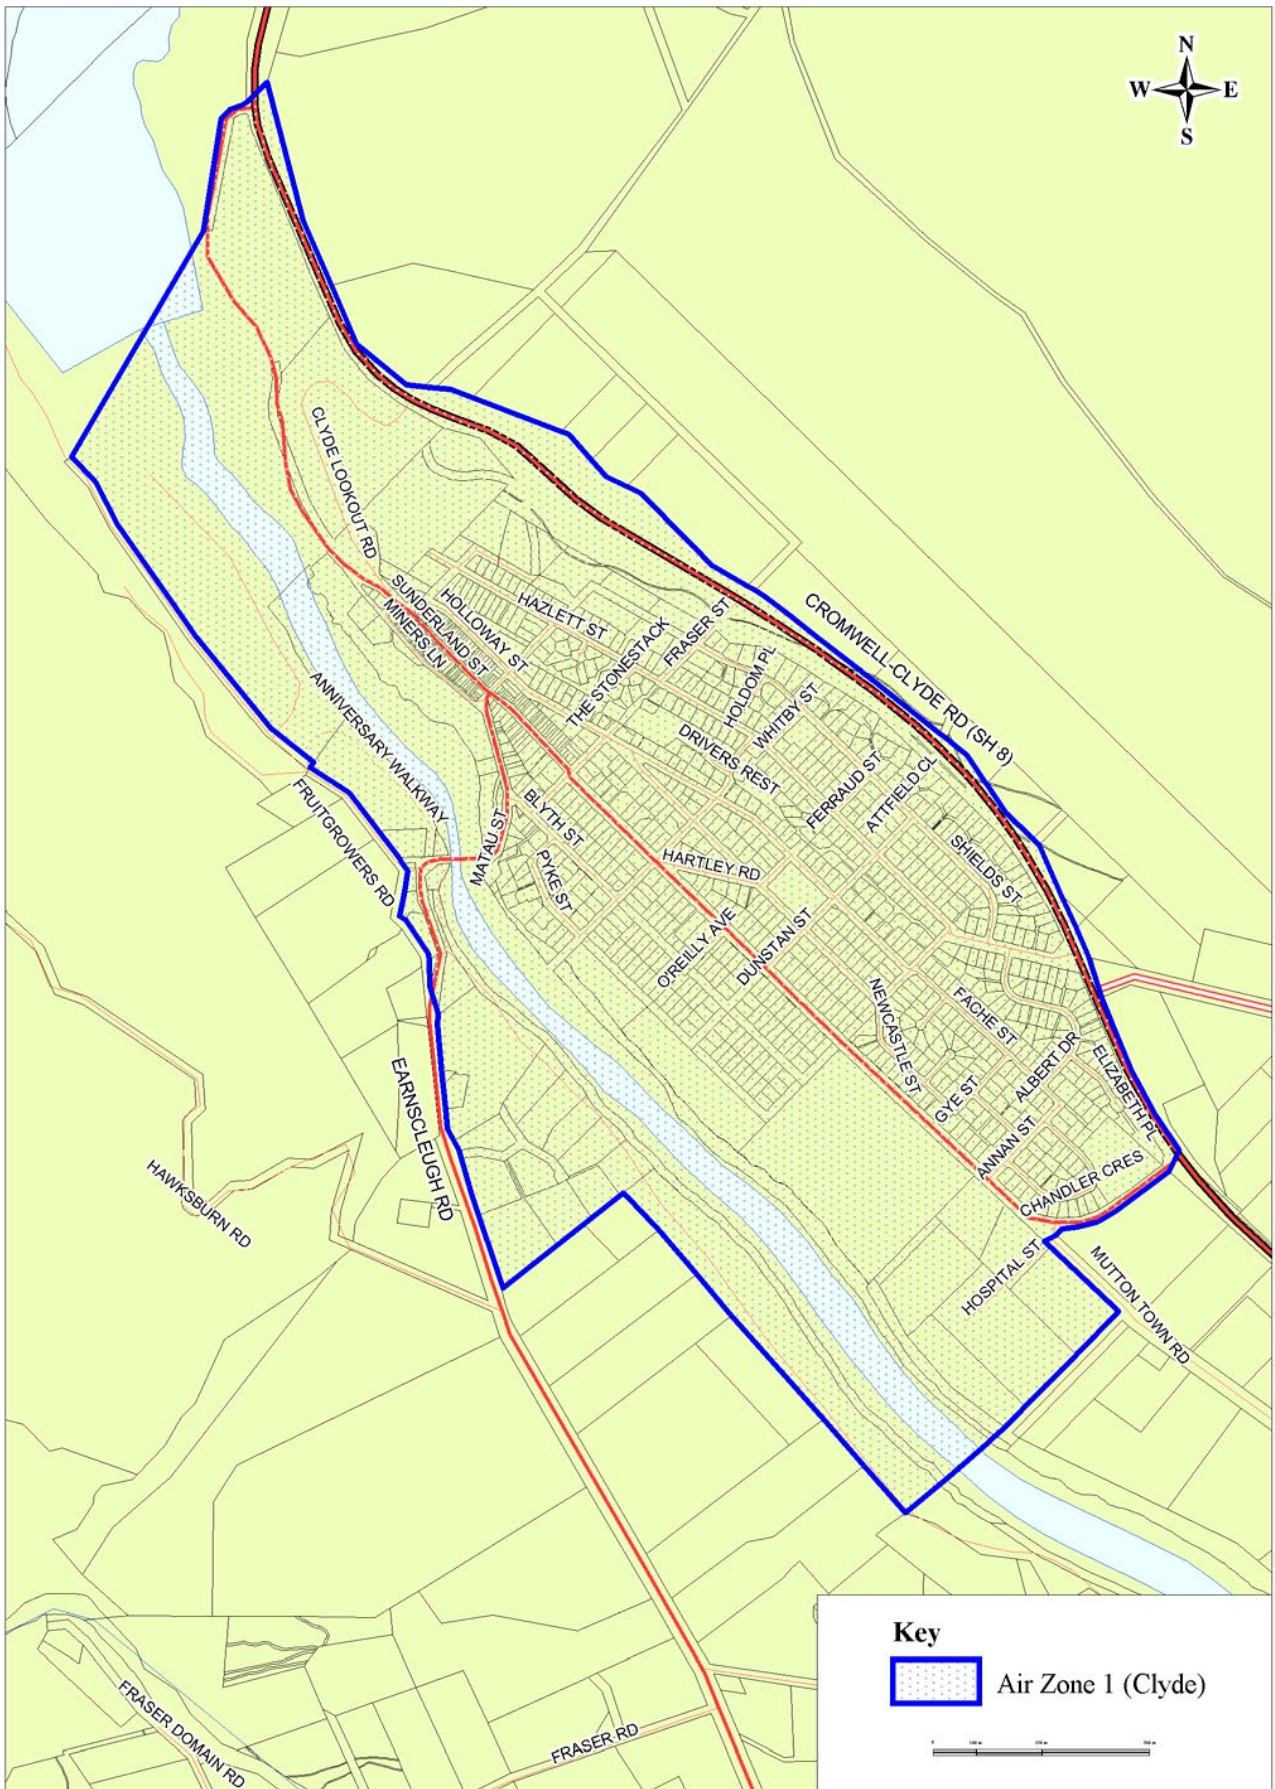 N
W E
S
CLYDE LOOKOUT RD
SUNDERLAND ST
MINERS LN
HOLLOWAY ST
HAZLETT ST
THE STONESTACK
FRASER ST
HOLDOM PL
WHITBY ST
CROMWELL-CLYDE RD (SH 8)
DRIVERS REST
FERRAUD ST
ATTFIELD CL
SHIELDS ST
ANNIVERSARY WALKWAY
FRUITGROWERS RD
MATAU ST
BLYTH ST
PYKE ST
HARTLEY RD
O'REILLY AVE
DUNSTAN ST
NEWCASTLE ST
FACHE ST
GYE ST
ALBERT DR
ELIZABETH PL
ANNAN ST
CHANDLER CRES
EARNSCLEUGH RD
HAWKSBURN RD
HOSPITAL ST
MUTTON TOWN RD
FRASER DOMAIN RD
FRASER RD
Key
Air Zone 1 (Clyde)